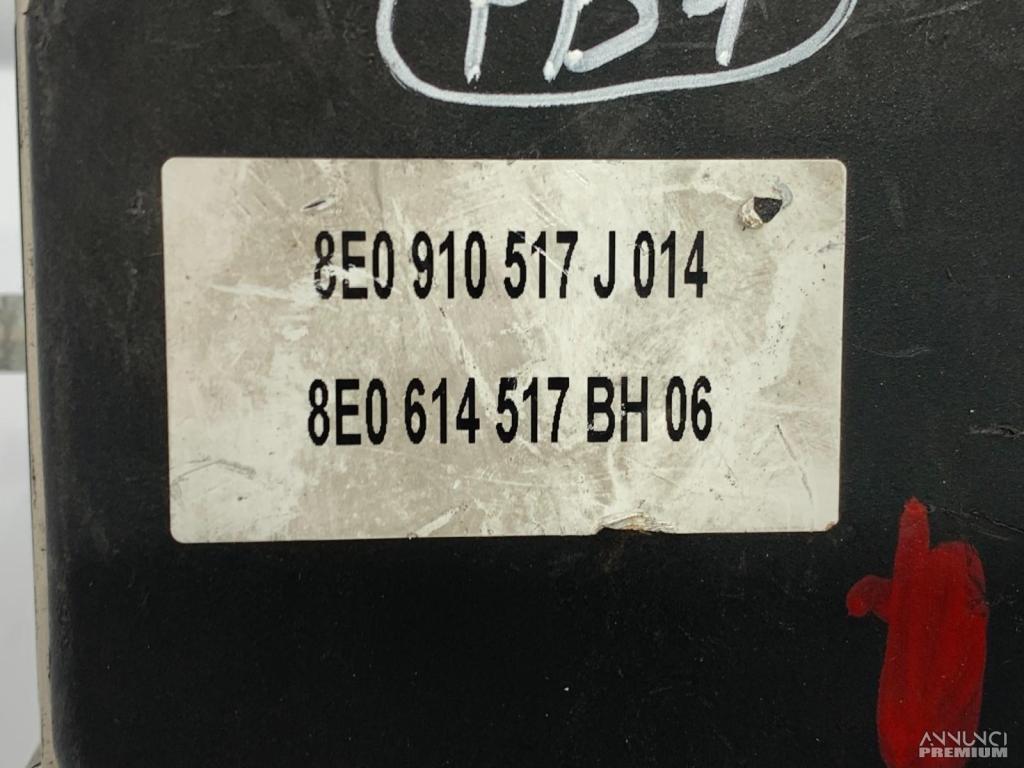 8E0 910 517 J 014
8E0 614 517 BH 06
ANNUNCI
PREMIUM